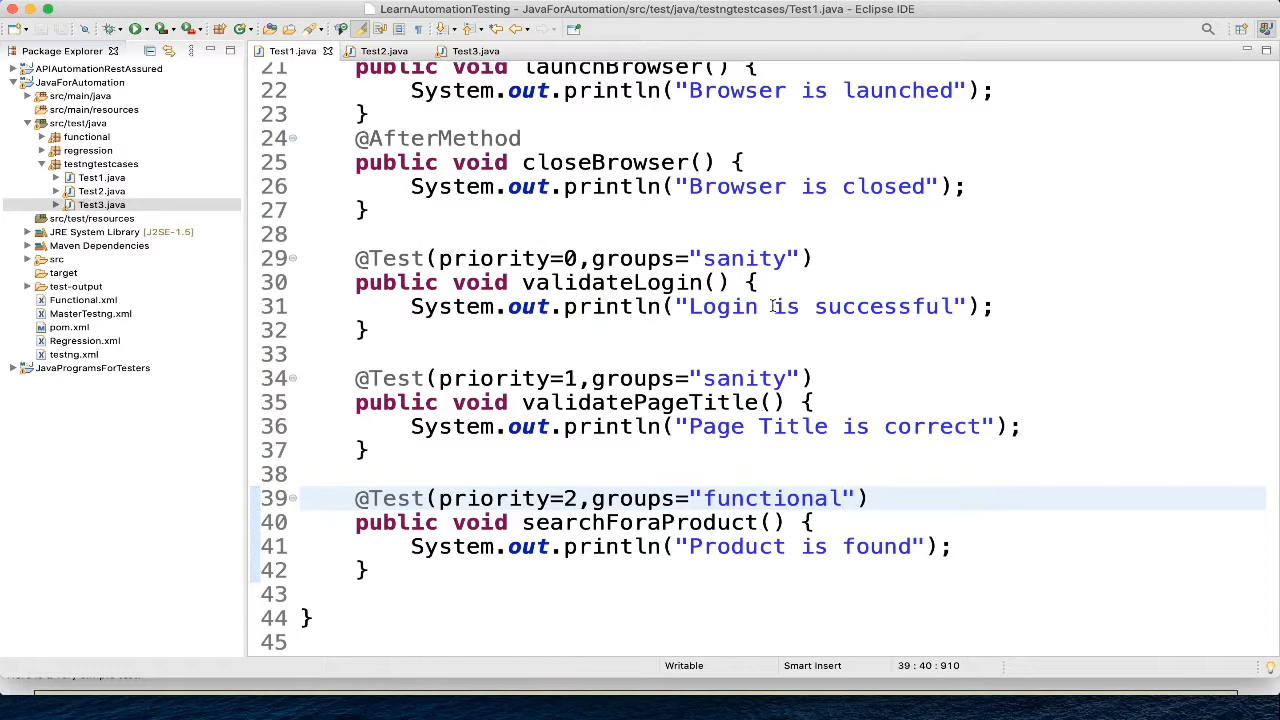 LearnAutomationTesting - JavaForAutomation/src/test/java/testngtestcases/Test1.java - Eclipse IDE
Package Explorer
Test1.java
Test2.java
Test3.java
APIAutomationRestAssured
JavaForAutomation
src/main/java
src/main/resources
src/test/java
functional
regression
testngtestcases
Test1.java
Test2.java
Test3.java
src/test/resources
JRE System Library (J2SE-1.5)
Maven Dependencies
src
target
test-output
Functional.xml
MasterTestng.xml
pom.xml
Regression.xml
testng.xml
JavaProgramsForTesters
21 public void launchBrowser() {
22 System.out.println("Browser is launched");
23 }
24 @AfterMethod
25 public void closeBrowser() {
26 System.out.println("Browser is closed");
27 }
28
29 @Test(priority=0,groups="sanity")
30 public void validateLogin() {
31 System.out.println("Login is successful");
32 }
33
34 @Test(priority=1,groups="sanity")
35 public void validatePageTitle() {
36 System.out.println("Page Title is correct");
37 }
38
39 @Test(priority=2,groups="functional")
40 public void searchForaProduct() {
41 System.out.println("Product is found");
42 }
43
44 }
45
Writable
Smart Insert
39 : 40 : 910